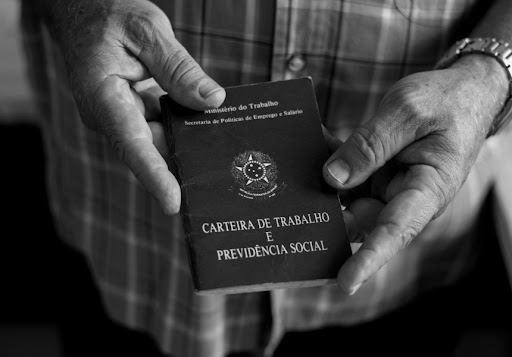 Ministério do Trabalho
Secretaria de Políticas de Emprego e Salário
CARTEIRA DE TRABALHO
E
PREVIDÊNCIA SOCIAL